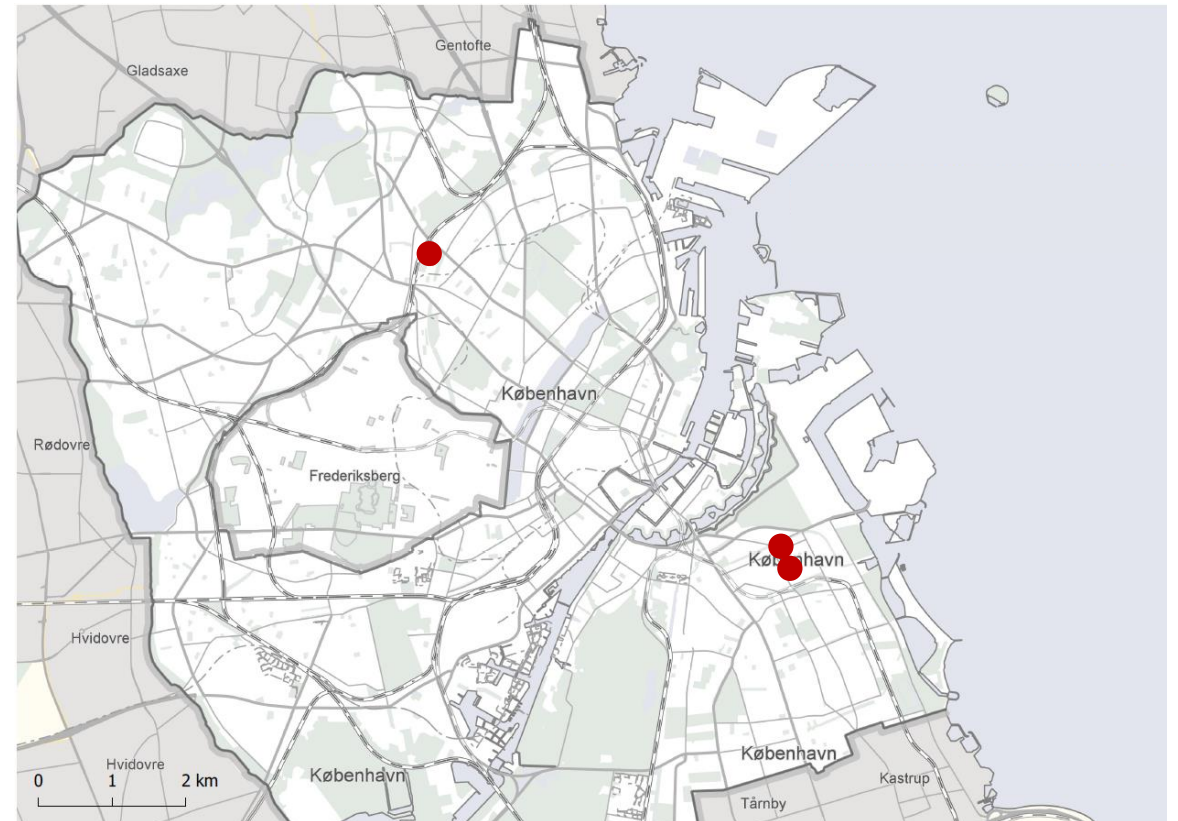 Gentofte
Gladsaxe
København
Rødovre
Frederiksberg
København
Hvidovre
København
Hvidovre
København
Kastrup
Tårnby
0 1 2 km